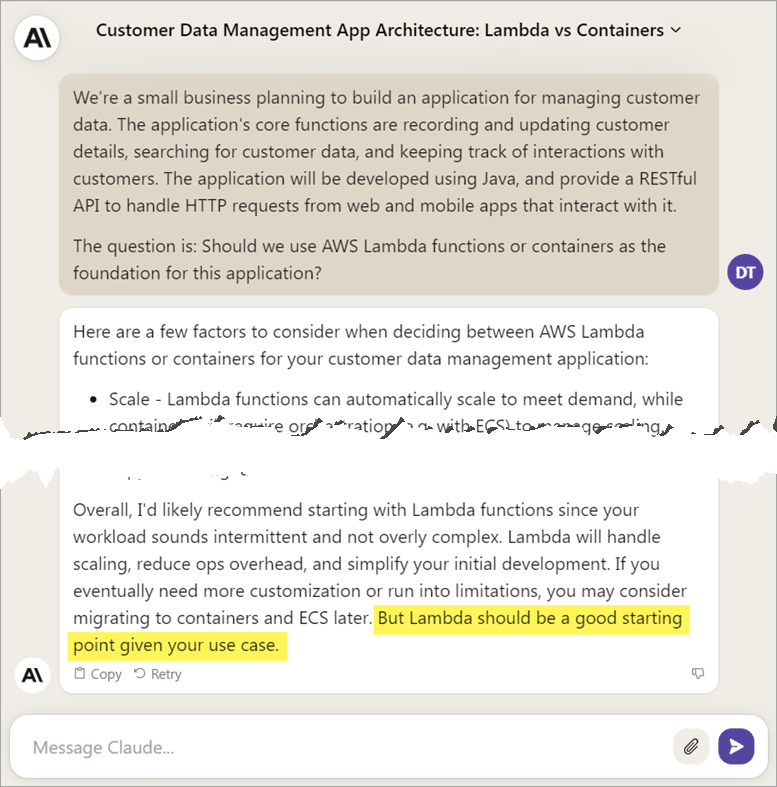 Customer Data Management App Architecture: Lambda vs Containers
We're a small business planning to build an application for managing customer
data. The application's core functions are recording and updating customer
details, searching for customer data, and keeping track of interactions with
customers. The application will be developed using Java, and provide a RESTful
API to handle HTTP requests from web and mobile apps that interact with it.
The question is: Should we use AWS Lambda functions or containers as the
foundation for this application?
DT
Here are a few factors to consider when deciding between AWS Lambda
functions or containers for your customer data management application:
• Scale - Lambda functions can automatically scale to meet demand, while
require with ECS) to manage scaling.
Overall, I'd likely recommend starting with Lambda functions since your
workload sounds intermittent and not overly complex. Lambda will handle
scaling, reduce ops overhead, and simplify your initial development. If you
eventually need more customization or run into limitations, you may consider
migrating to containers and ECS later. But Lambda should be a good starting
point given your use case.
Copy Retry
Message Claude...